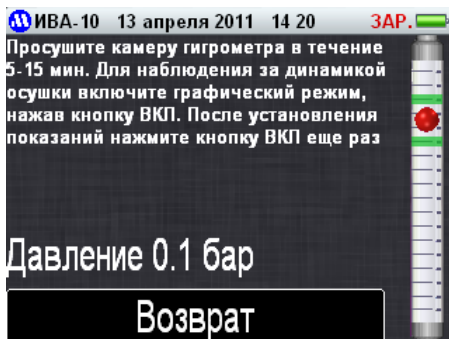 ИВА-10 13 апреля 2011 14 20 ЗАР.
Просушите камеру гигрометра в течение
5-15 мин. Для наблюдения за динамикой
осушки включите графический режим,
нажав кнопку ВКЛ. После установления
показаний нажмите кнопку ВКЛ еще раз
Давление 0.1 бар
Возврат